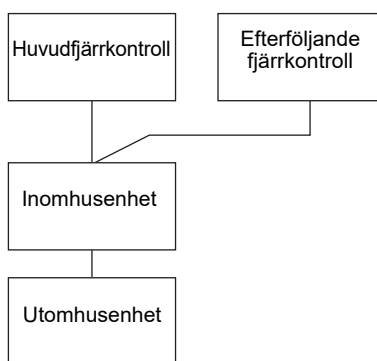 Huvudfjärrkontroll
Efterföljande
fjärrkontroll
Inomhusenhet
Utomhusenhet